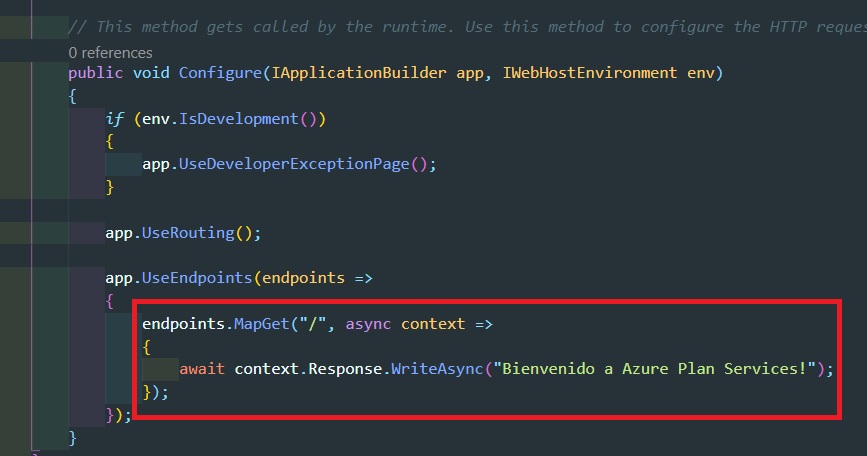 // This method gets called by the runtime. Use this method to configure the HTTP
0 references
public void Configure(IApplicationBuilder app, IWebHostEnvironment env)
{
if (env.IsDevelopment())
{
app.UseDeveloperExceptionPage();
}
app.UseRouting();
app.UseEndpoints(endpoints =>
{
endpoints.MapGet("/", async context =>
{
await context.Response.WriteAsync("Bienvenido a Azure Plan Services!");
});
});
}